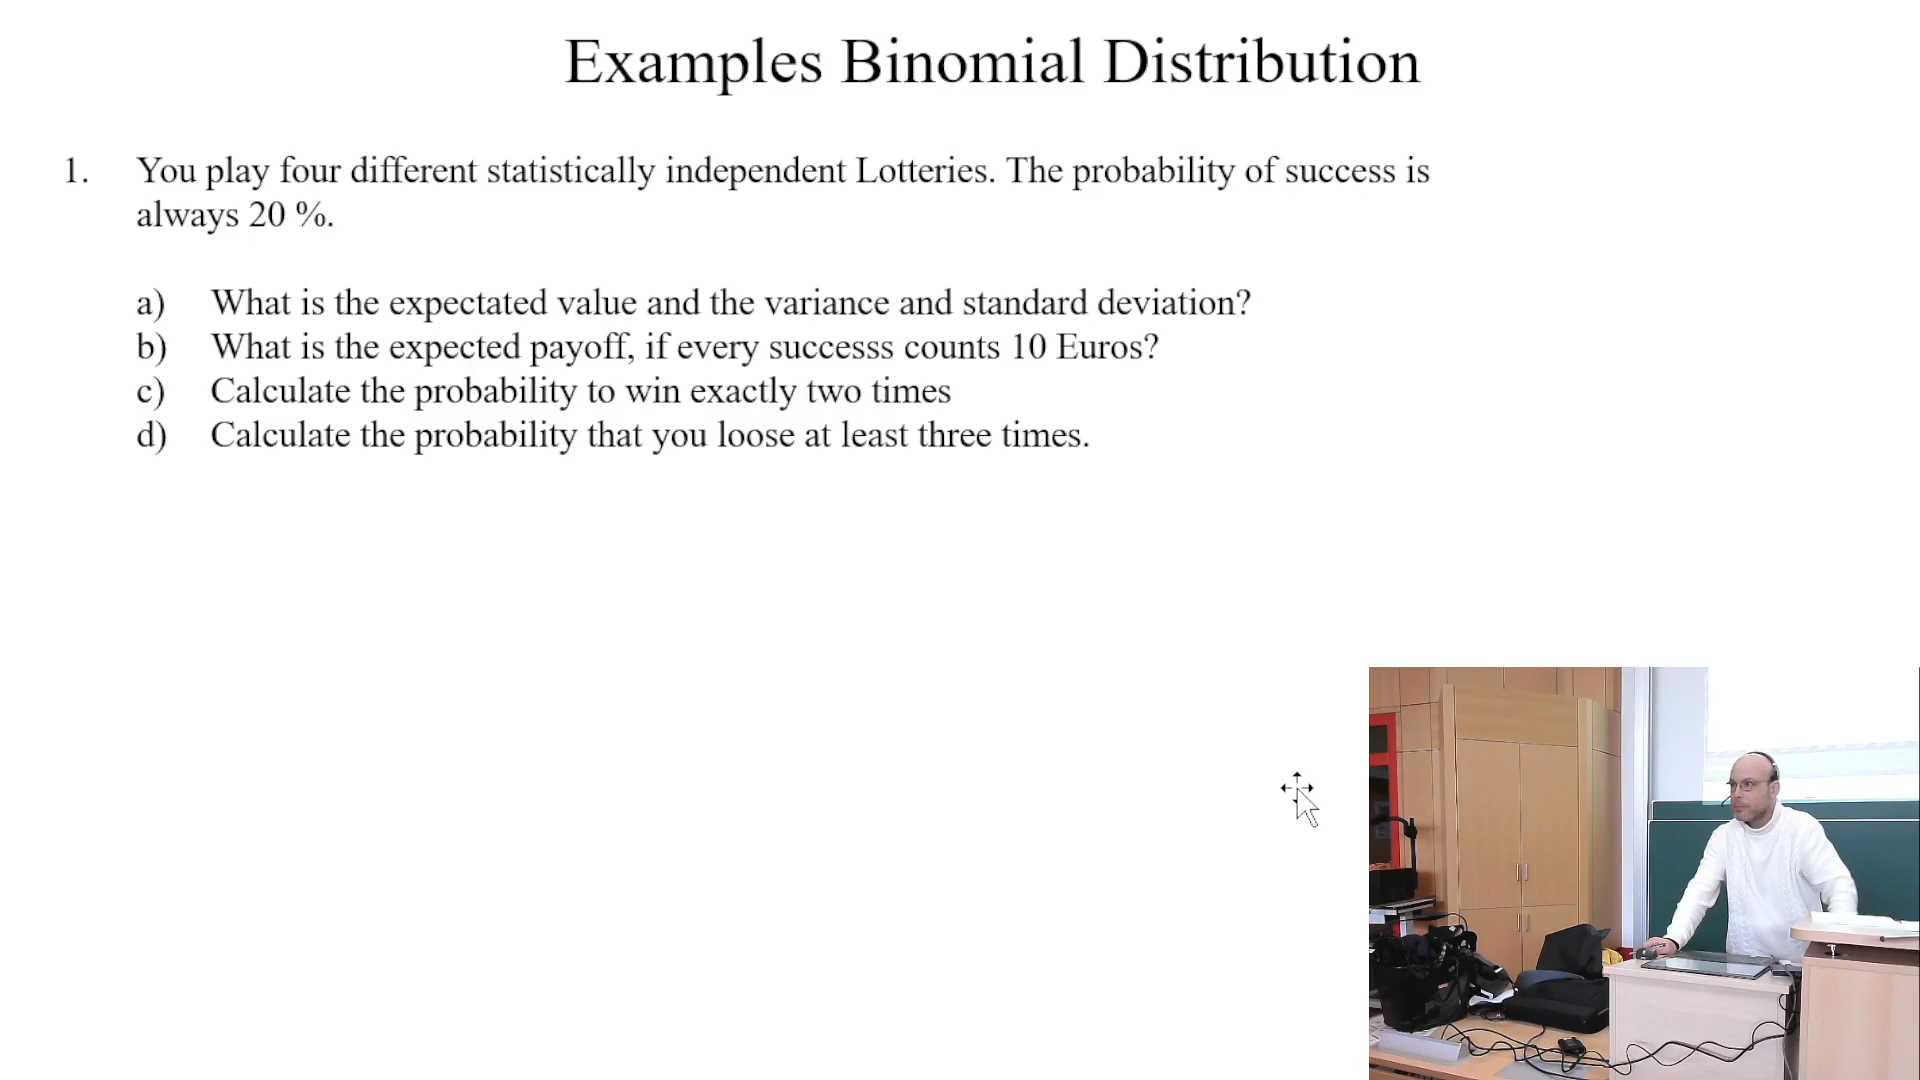 Examples Binomial Distribution
1. You play four different statistically independent Lotteries. The probability of success is
always 20 %.
a) What is the expectated value and the variance and standard deviation?
b) What is the expected payoff, if every successs counts 10 Euros?
c) Calculate the probability to win exactly two times
d) Calculate the probability that you loose at least three times.